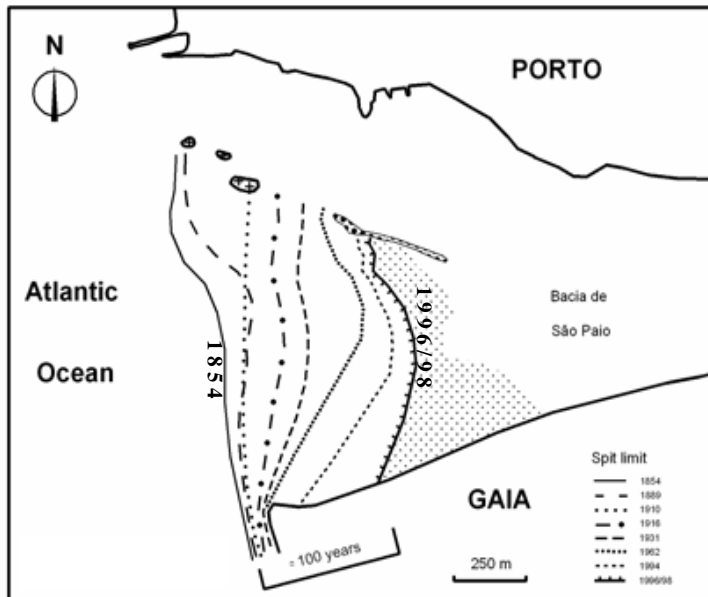 N
PORTO
Atlantic
Ocean
1854
1996/98
Bacia de
São Paio
GAIA
= 100 years
250 m
Spit limit
1854
1889
1910
1916
1931
1962
1994
1996/98